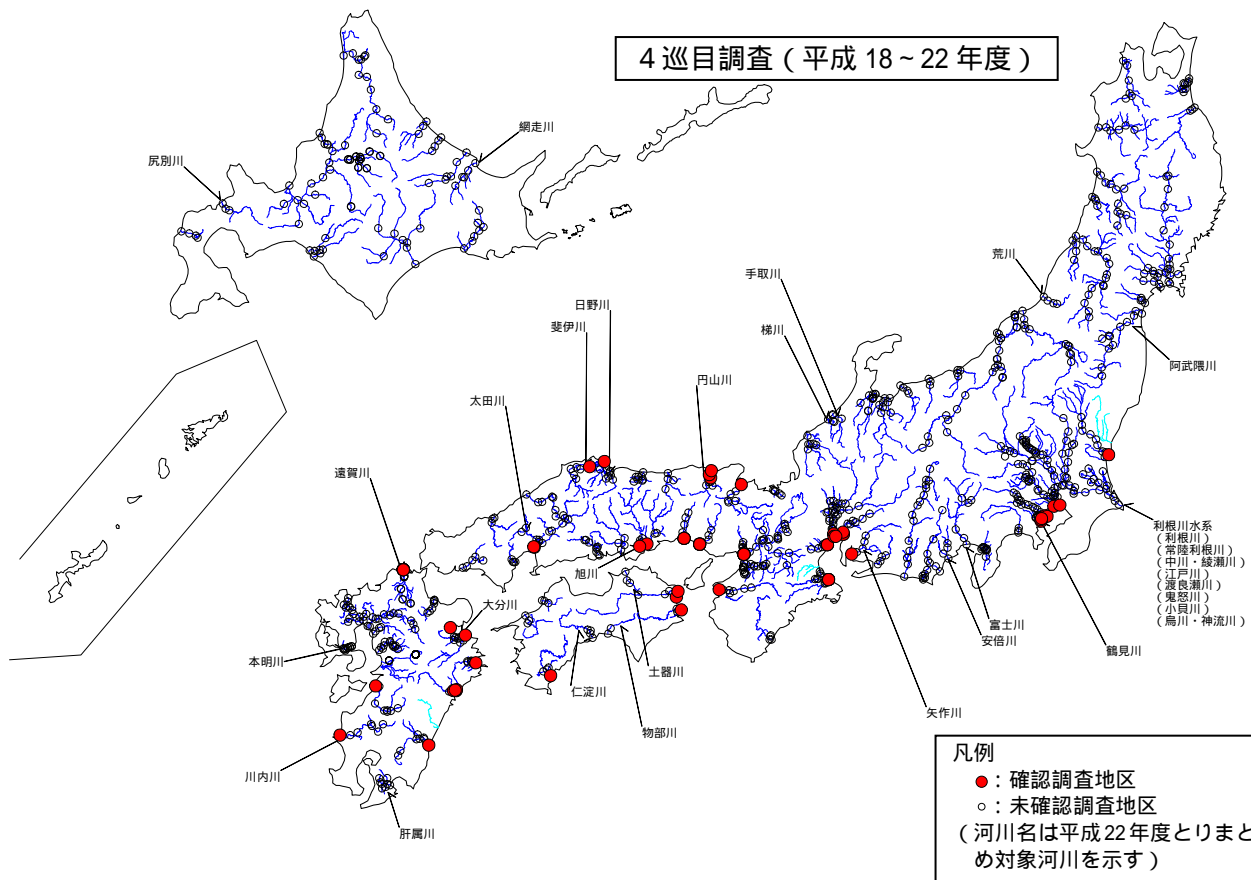 4巡目調査（平成 18～22 年度）
網走川
尻別川
荒川
手取川
日野川
斐伊川
梯川
阿武隈川
円山川
太田川
遠賀川
利根川水系
（利根川）
（常陸利根川）
（中川・綾瀬川）
（江戸川）
（渡良瀬川）
（鬼怒川）
（小貝川）
（烏川・神流川）
旭川
大分川
富士川
安倍川
鶴見川
本明川
土器川
仁淀川
矢作川
物部川
川内川
肝属川
凡例
●：確認調査地区
○：未確認調査地区
（河川名は平成22年度とりまと
め対象河川を示す）